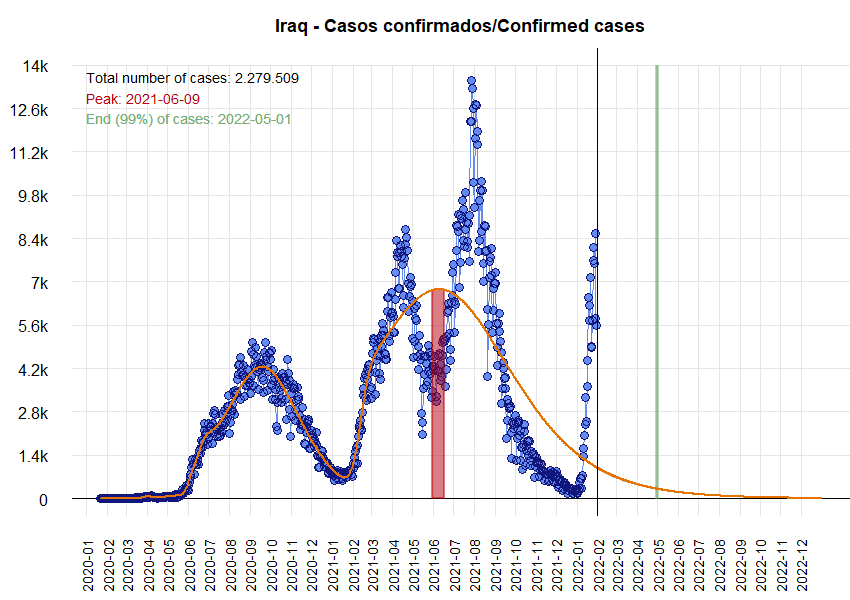 Iraq - Casos confirmados/Confirmed cases
14k
12.6k
11.2k
9.8k
8.4k
7k
5.6k
4.2k
2.8k
1.4k
0
Total number of cases: 2.279.509
Peak: 2021-06-09
End (99%) of cases: 2022-05-01
2020-01
2020-02
2020-03
2020-04
2020-05
2020-06
2020-07
2020-08
2020-09
2020-10
2020-11
2020-12
2021-01
2021-02
2021-03
2021-04
2021-05
2021-06
2021-07
2021-08
2021-09
2021-10
2021-11
2021-12
2022-01
2022-02
2022-03
2022-04
2022-05
2022-06
2022-07
2022-08
2022-09
2022-10
2022-11
2022-12